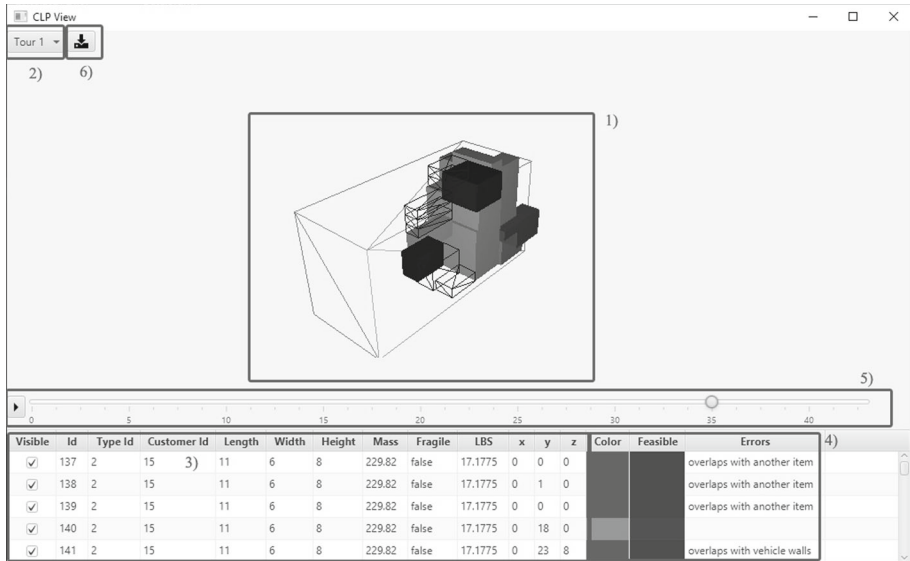 CLP View
Tour 1
2)
6)
1)
5)
0 5 10 15 20 25 30 35 40
Visible Id Type Id Customer Id Length Width Height Mass Fragile LBS x y z Color Feasible Errors
4)
137 2 15 3) 11 6 8 229.82 false 17.1775 0 0 0 overlaps with another item
138 2 15 11 6 8 229.82 false 17.1775 0 1 0 overlaps with another item
139 2 15 11 6 8 229.82 false 17.1775 0 0 0 overlaps with another item
140 2 15 11 6 8 229.82 false 17.1775 0 18 0
141 2 15 11 6 8 229.82 false 17.1775 0 23 8 overlaps with vehicle walls